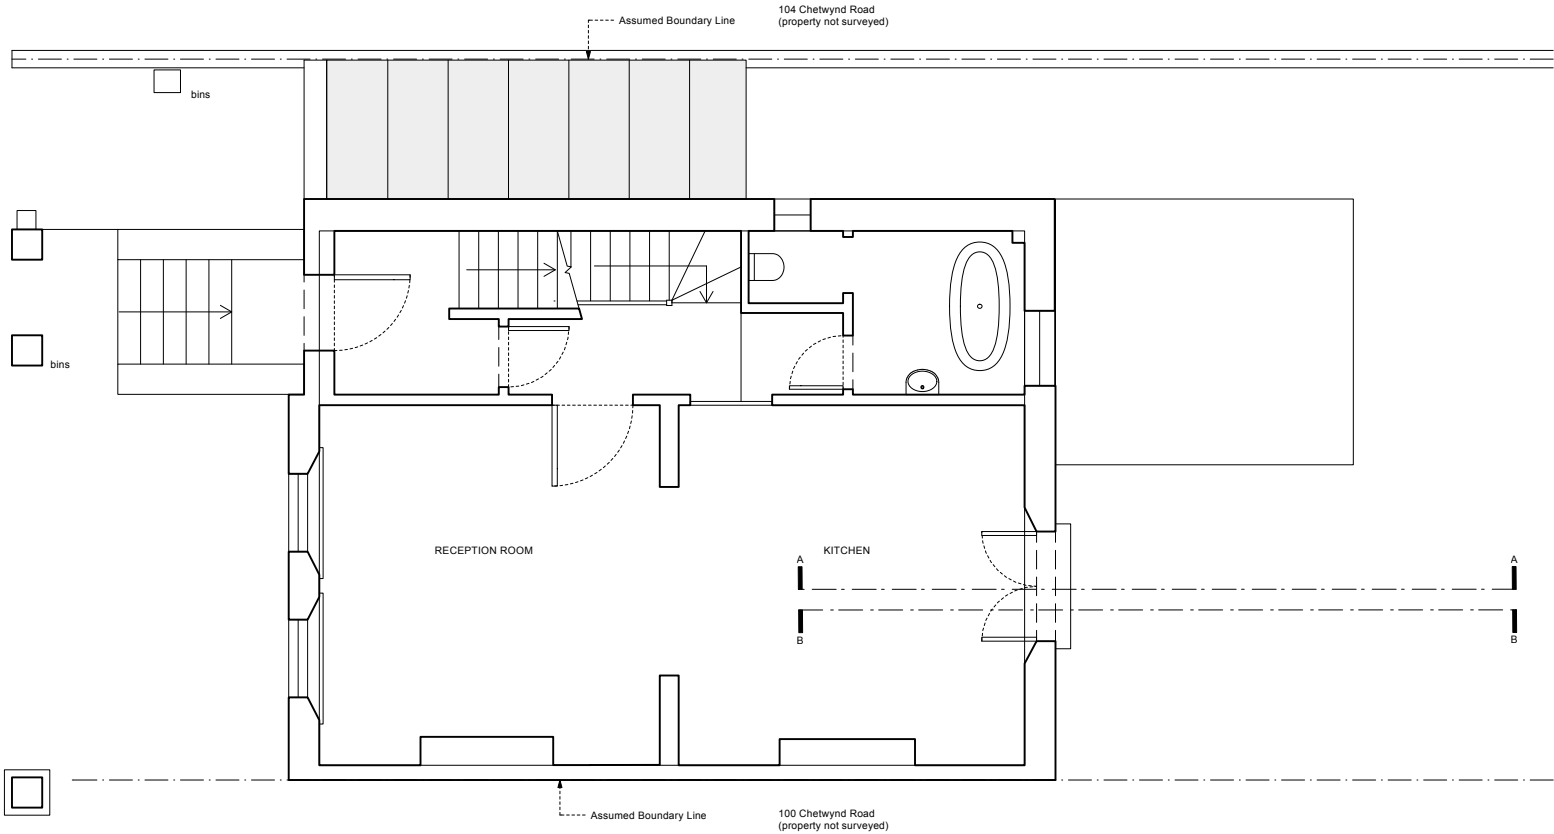 Assumed Boundary Line
104 Chetwynd Road
(property not surveyed)
bins
bins
RECEPTION ROOM
KITCHEN
A
A
B
B
Assumed Boundary Line
100 Chetwynd Road
(property not surveyed)